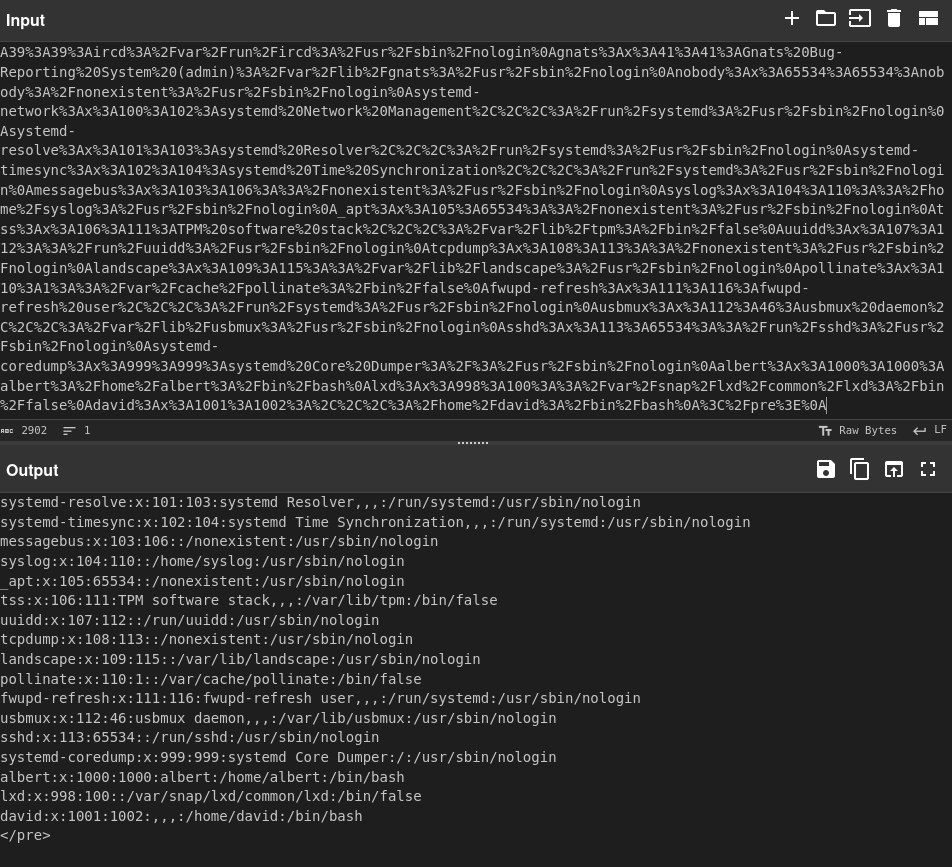 Input
A39%3A39%3Aircd%3A%2Fvar%2Frun%2Fircd%3A%2Fusr%2Fsbin%2Fnologin%0Agnats%3Ax%3A41%3A41%3AGnats%20Bug-
Reporting%20System%20(admin)%3A%2Fvar%2Flib%2Fgnats%3A%2Fusr%2Fsbin%2Fnologin%0Anobody%3Ax%3A65534%3A65534%3Anob
ody%3A%2Fnonexistent%3A%2Fusr%2Fsbin%2Fnologin%0Asystemd-
network%3Ax%3A100%3A102%3Asystemd%20Network%20Management%2C%2C%2C%3A%2Frun%2Fsystemd%3A%2Fusr%2Fsbin%2Fnologin%0
Asystemd-
resolve%3Ax%3A101%3A103%3Asystemd%20Resolver%2C%2C%2C%3A%2Frun%2Fsystemd%3A%2Fusr%2Fsbin%2Fnologin%0Asystemd-
timesync%3Ax%3A102%3A104%3Asystemd%20Time%20Synchronization%2C%2C%2C%3A%2Frun%2Fsystemd%3A%2Fusr%2Fsbin%2Fnologi
n%0Amessagebus%3Ax%3A103%3A106%3A%3A%2Fnonexistent%3A%2Fusr%2Fsbin%2Fnologin%0Asyslog%3Ax%3A104%3A110%3A%3A%2Fho
me%2Fsyslog%3A%2Fusr%2Fsbin%2Fnologin%0A_apt%3Ax%3A105%3A65534%3A%3A%2Fnonexistent%3A%2Fusr%2Fsbin%2Fnologin%0At
ss%3Ax%3A106%3A111%3ATPM%20software%20stack%2C%2C%2C%3A%2Fvar%2Flib%2Ftpm%3A%2Fbin%2Ffalse%0Auuidd%3Ax%3A107%3A1
12%3A%3A%2Frun%2Fuuidd%3A%2Fusr%2Fsbin%2Fnologin%0Atcpdump%3Ax%3A108%3A113%3A%3A%2Fnonexistent%3A%2Fusr%2Fsbin%2
Fnologin%0Alandscape%3Ax%3A109%3A115%3A%3A%2Fvar%2Flib%2Flandscape%3A%2Fusr%2Fsbin%2Fnologin%0Apollinate%3Ax%3A1
10%3A1%3A%3A%2Fvar%2Fcache%2Fpollinate%3A%2Fbin%2Ffalse%0Afwupd-refresh%3Ax%3A111%3A116%3Afwupd-
refresh%20user%2C%2C%2C%3A%2Frun%2Fsystemd%3A%2Fusr%2Fsbin%2Fnologin%0Ausbmux%3Ax%3A112%3A46%3Ausbmux%20daemon%2
C%2C%2C%3A%2Fvar%2Flib%2Fusbmux%3A%2Fusr%2Fsbin%2Fnologin%0Asshd%3Ax%3A113%3A65534%3A%3A%2Frun%2Fsshd%3A%2Fusr%2
Fsbin%2Fnologin%0Asystemd-
coredump%3Ax%3A999%3A999%3Asystemd%20Core%20Dumper%3A%2F%3A%2Fusr%2Fsbin%2Fnologin%0Aalbert%3Ax%3A1000%3A1000%3A
albert%3A%2Fhome%2Falbert%3A%2Fbin%2Fbash%0Alxd%3Ax%3A998%3A100%3A%3A%2Fvar%2Fsnap%2Flxd%2Fcommon%2Flxd%3A%2Fbin
%2Ffalse%0Adavid%3Ax%3A1001%3A1002%3A%2C%2C%2C%3A%2Fhome%2Fdavid%3A%2Fbin%2Fbash%0A%3C%2Fpre%3E%0A
ABC 2902 1 Tт Raw Bytes LF
Output
systemd-resolve:x:101:103:systemd Resolver,,,:/run/systemd:/usr/sbin/nologin
systemd-timesync:x:102:104:systemd Time Synchronization,,,:/run/systemd:/usr/sbin/nologin
messagebus:x:103:106::/nonexistent:/usr/sbin/nologin
syslog:x:104:110::/home/syslog:/usr/sbin/nologin
_apt:x:105:65534::/nonexistent:/usr/sbin/nologin
tss:x:106:111:TPM software stack,,,:/var/lib/tpm:/bin/false
uuidd:x:107:112::/run/uuidd:/usr/sbin/nologin
tcpdump:x:108:113::/nonexistent:/usr/sbin/nologin
landscape:x:109:115::/var/lib/landscape:/usr/sbin/nologin
pollinate:x:110:1::/var/cache/pollinate:/bin/false
fwupd-refresh:x:111:116:fwupd-refresh user,,,:/run/systemd:/usr/sbin/nologin
usbmux:x:112:46:usbmux daemon,,,:/var/lib/usbmux:/usr/sbin/nologin
sshd:x:113:65534::/run/sshd:/usr/sbin/nologin
systemd-coredump:x:999:999:systemd Core Dumper:/:/usr/sbin/nologin
albert:x:1000:1000:albert:/home/albert:/bin/bash
lxd:x:998:100::/var/snap/lxd/common/lxd:/bin/false
david:x:1001:1002:,,,:/home/david:/bin/bash
</pre>